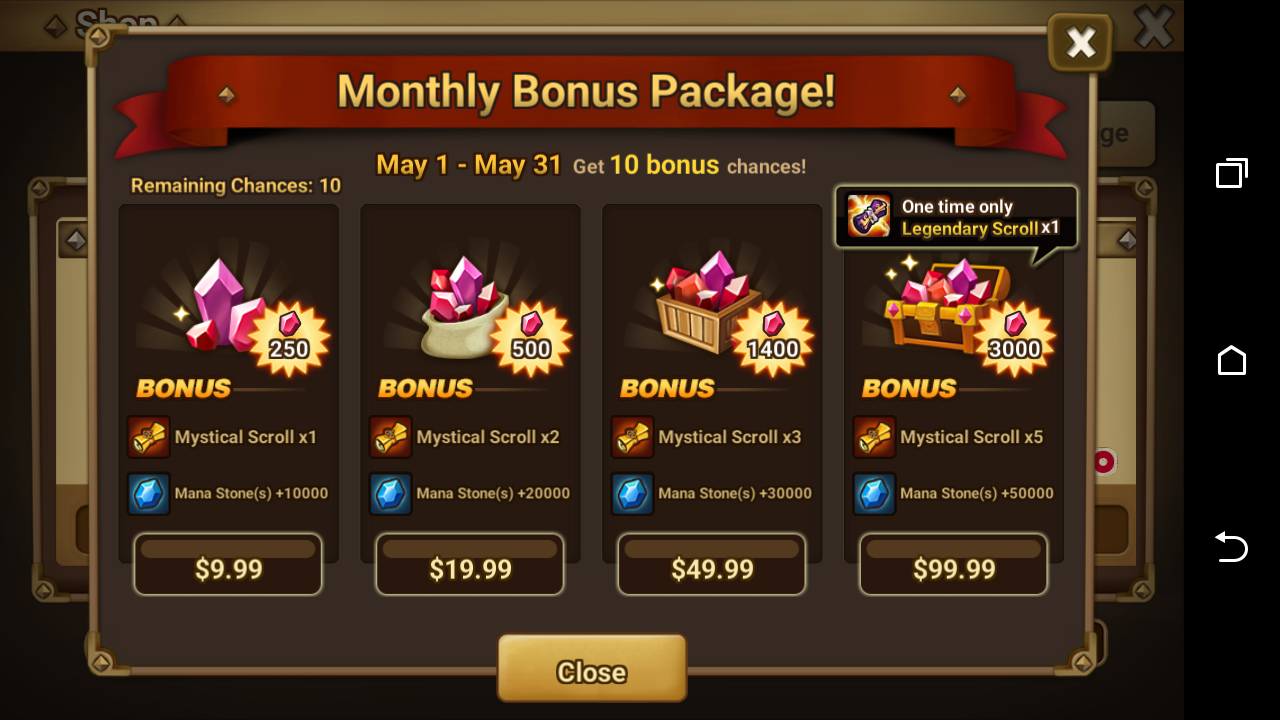 Shop
Monthly Bonus Package!
May 1 - May 31 Get 10 bonus chances!
Remaining Chances: 10
One time only
Legendary Scroll x1
250
500
1400
3000
BONUS
BONUS
BONUS
BONUS
Mystical Scroll x1
Mystical Scroll x2
Mystical Scroll x3
Mystical Scroll x5
Mana Stone(s) +10000
Mana Stone(s) +20000
Mana Stone(s) +30000
Mana Stone(s) +50000
$9.99
$19.99
$49.99
$99.99
Close